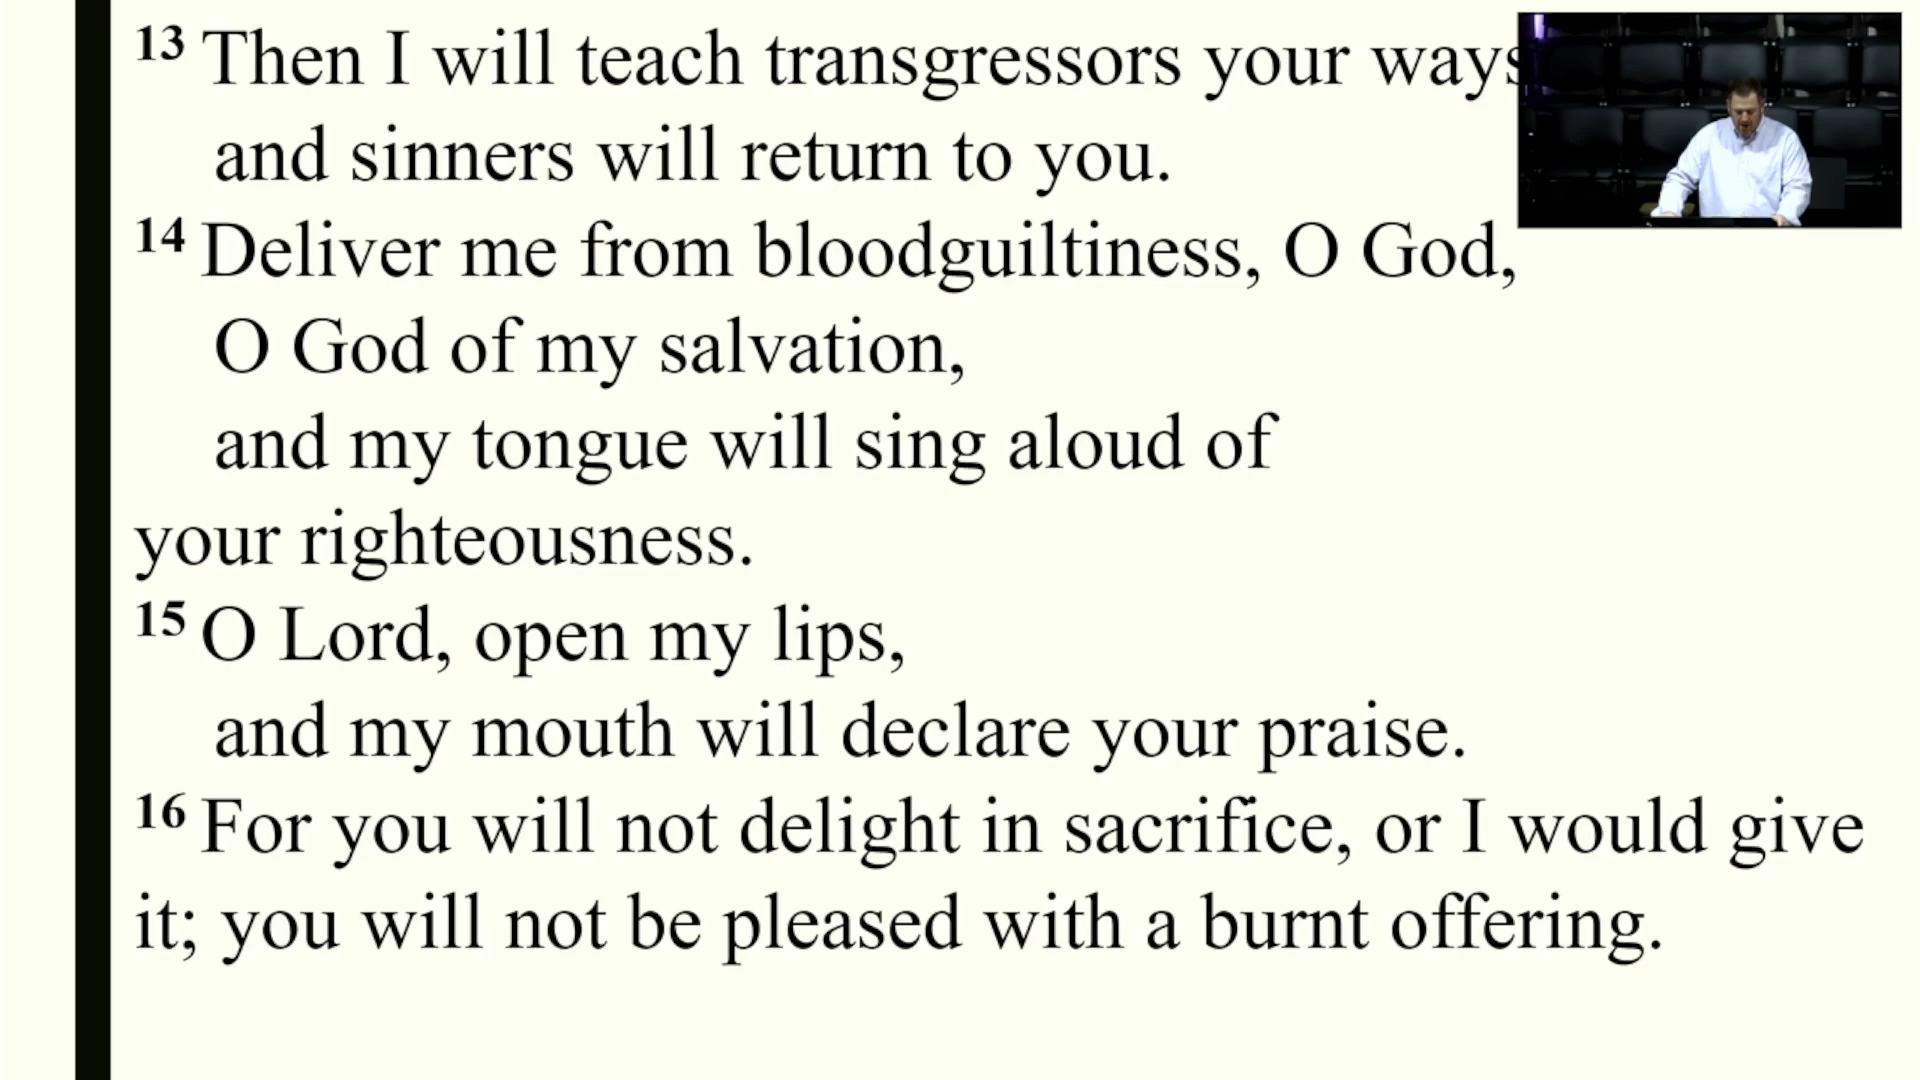 13 Then I will teach transgressors your ways
and sinners will return to you.
14 Deliver me from bloodguiltiness, O God,
O God of my salvation,
and my tongue will sing aloud of
your righteousness.
15 O Lord, open my lips,
and my mouth will declare your praise.
16 For you will not delight in sacrifice, or I would give
it; you will not be pleased with a burnt offering.